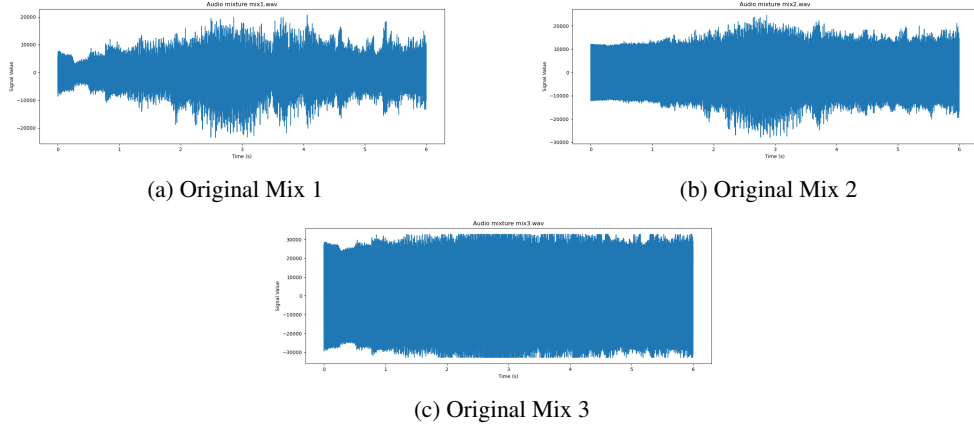 Audio mixture mix1.wav
20000
10000
0
−10000
−20000
Signal Value
0 1 2 3 4 5 6
Time (s)
(a) Original Mix 1
Audio mixture mix2.wav
20000
10000
0
−10000
−20000
−30000
Signal Value
0 1 2 3 4 5 6
Time (s)
(b) Original Mix 2
Audio mixture mix3.wav
30000
20000
10000
0
−10000
−20000
−30000
Signal Value
0 1 2 3 4 5 6
Time (s)
(c) Original Mix 3